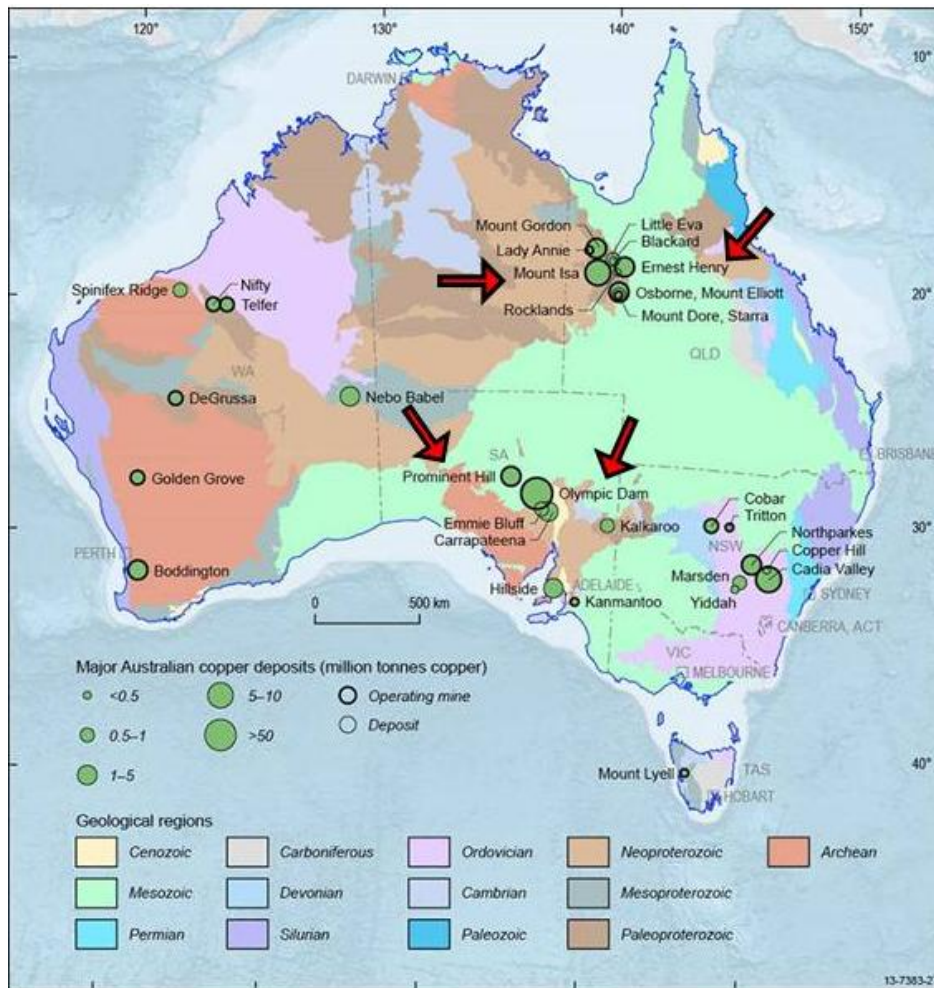 120°
130°
140°
150°
10°
DARWIN
Mount Gordon
Little Eva
Lady Annie
Blackard
Mount Isa
Ernest Henry
Spinifex Ridge
Nifty
Telfer
20°
20°
Rocklands
Osborne, Mount Elliott
Mount Dore, Starra
QLD
WA
DeGrussa
Nebo Babel
SA
BRISBANE
Prominent Hill
Golden Grove
Olympic Dam
Cobar
Emmie Bluff
Kalkaroo
Tritton
30°
30°
Carrapateena
NSW
Northparkes
PERTH
Copper Hill
Boddington
Marsden
Cadia Valley
Hillside
ADELAIDE
Yiddah
SYDNEY
0
500 km
Kanmantoo
CANBERRA, ACT
VIC
MELBOURNE
Major Australian copper deposits (million tonnes copper)
<0.5
5–10
Operating mine
0.5–1
>50
Deposit
1–5
40°
40°
Mount Lyell
TAS
HOBART
Geological regions
Cenozoic
Carboniferous
Ordovician
Neoproterozoic
Archean
Mesozoic
Devonian
Cambrian
Mesoproterozoic
Permian
Silurian
Paleozoic
Paleoproterozoic